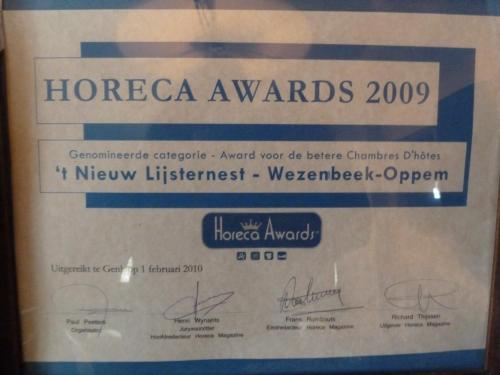 HORECA AWARDS 2009
Genomineerde categorie - Award voor de betere Chambres D'hôtes
't Nieuw Lijsternest - Wezenbeek-Oppem
Horeca Awards
Uitgereikt te Genk op 1 februari 2010
Paul Peeters
Organisator
Henri Wynants
Juryvoorzitter
Hoofdredacteur Horeca Magazine
Frans Rombouts
Eindredacteur Horeca Magazine
Richard Thijssen
Uitgever Horeca Magazine